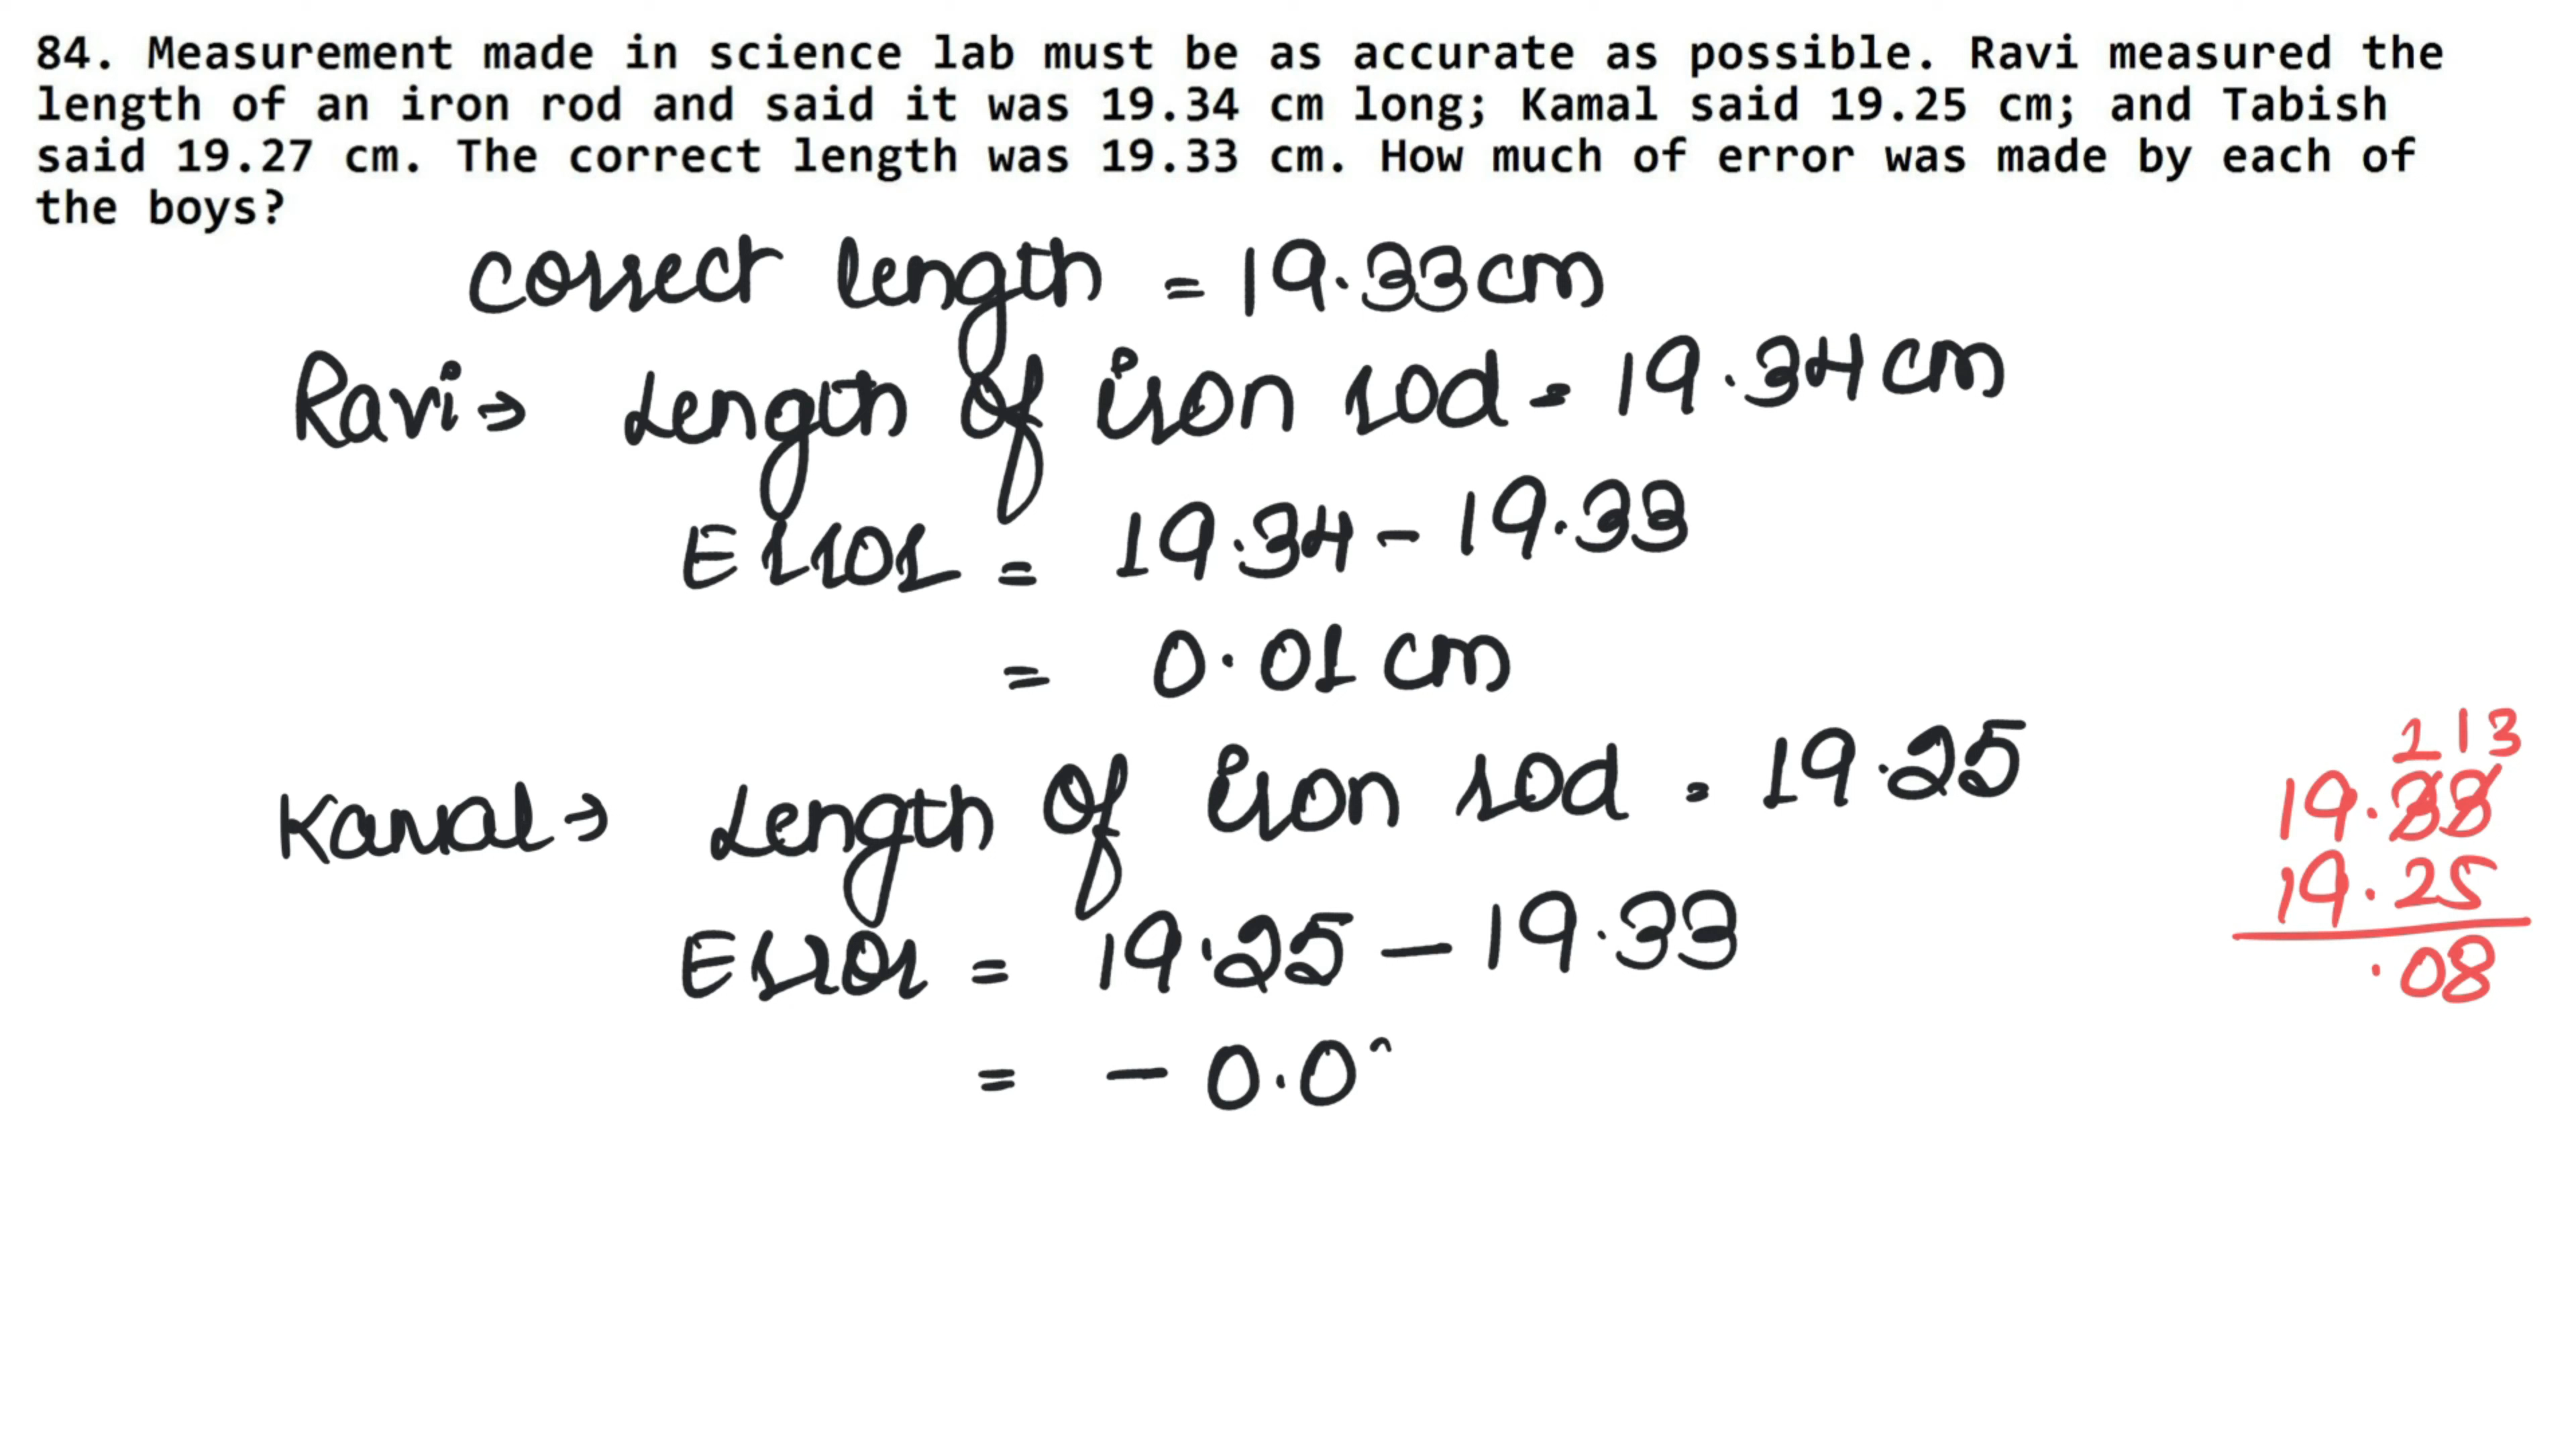 84. Measurement made in science lab must be as accurate as possible. Ravi measured the
length of an iron rod and said it was 19.34 cm long; Kamal said 19.25 cm; and Tabish
said 19.27 cm. The correct length was 19.33 cm. How much of error was made by each of
the boys?
correct length = 19.33cm
Ravi⇒ Length of iron rod = 19.34cm
Error = 19.34 - 19.33
= 0.01 cm
Kamal⇒ Length of iron rod = 19.25
Error = 19.25 - 19.33
= - 0.0
2 13
19.33
19.25
.08